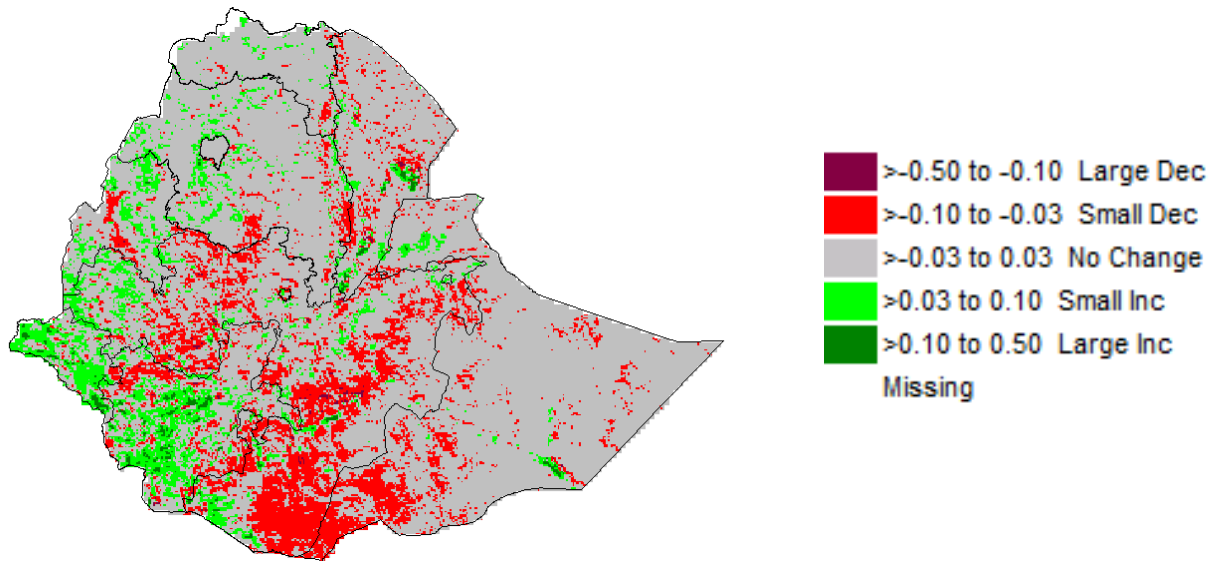 >-0.50 to -0.10 Large Dec
>-0.10 to -0.03 Small Dec
>-0.03 to 0.03 No Change
>0.03 to 0.10 Small Inc
>0.10 to 0.50 Large Inc
Missing